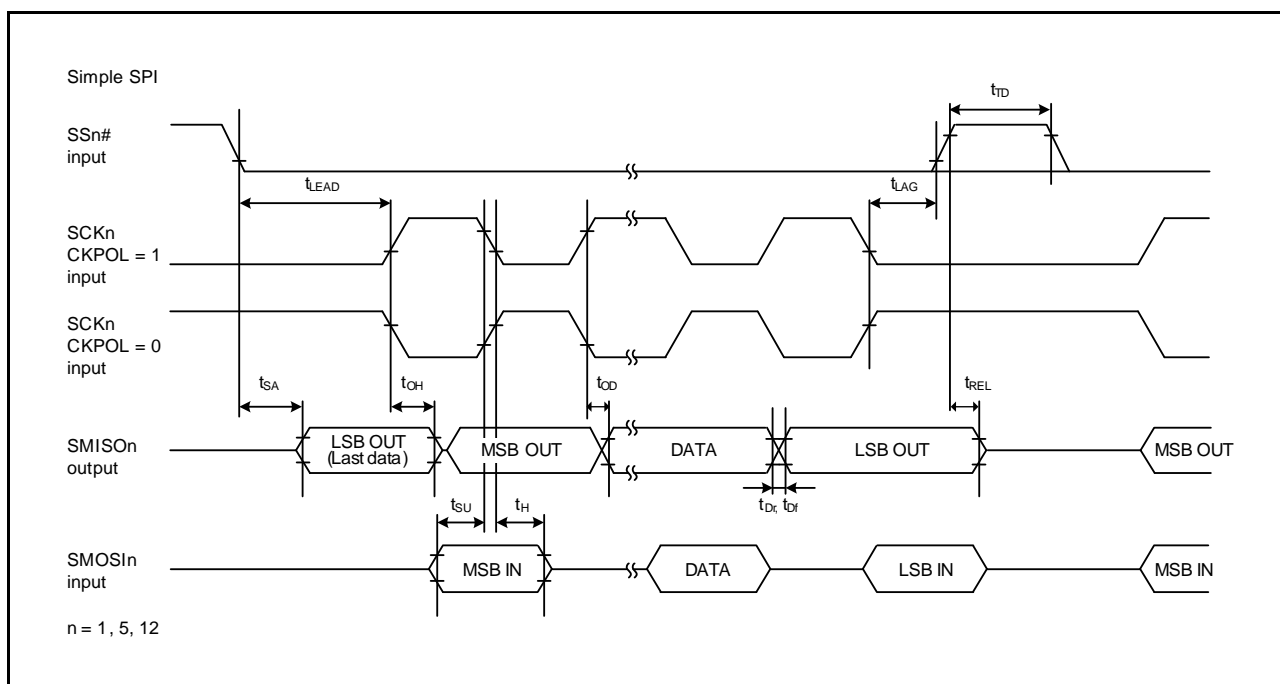 Simple SPI
tTD
SSn#
input
tLEAD
tLAG
SCKn
CKPOL = 1
input
SCKn
CKPOL = 0
input
tSA
tOH
tOD
tREL
SMISOn
output
LSB OUT
(Last data)
MSB OUT
DATA
LSB OUT
MSB OUT
tSU
tH
tDr, tDf
SMOSIn
input
MSB IN
DATA
LSB IN
MSB IN
n = 1, 5, 12